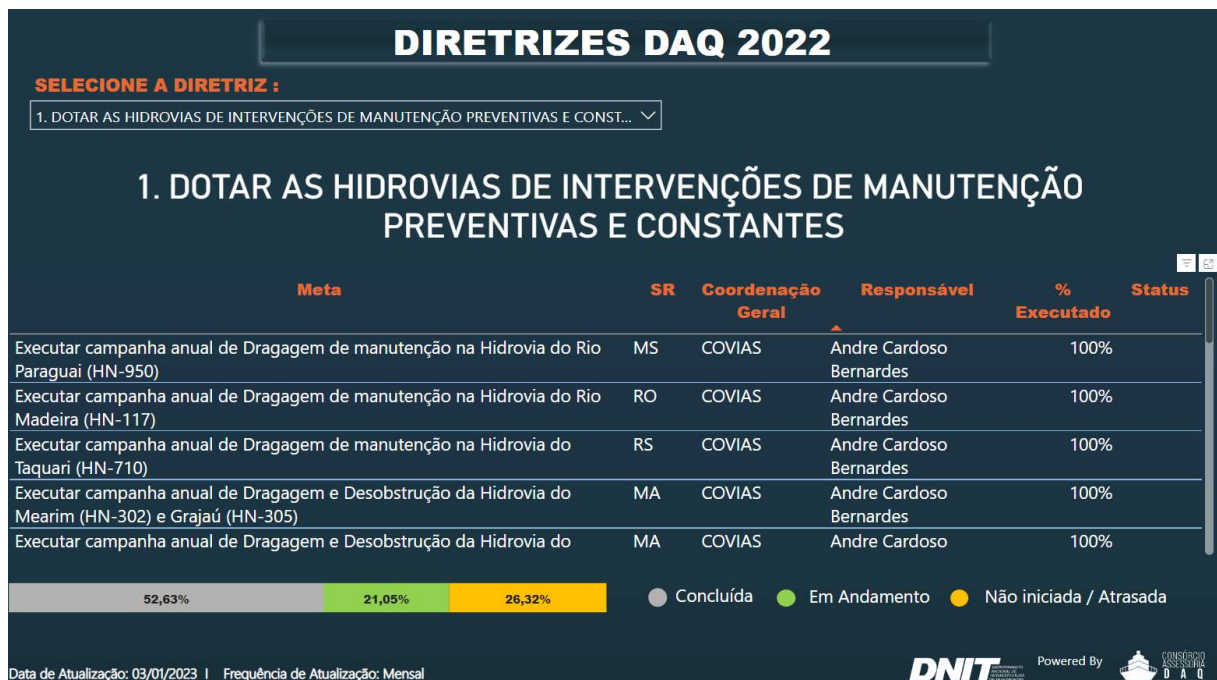 DIRETRIZES DAQ 2022
SELECIONE A DIRETRIZ :
1. DOTAR AS HIDROVIAS DE INTERVENÇÕES DE MANUTENÇÃO PREVENTIVAS E CONST...
1. DOTAR AS HIDROVIAS DE INTERVENÇÕES DE MANUTENÇÃO
PREVENTIVAS E CONSTANTES
Meta SR Coordenação Geral Responsável % Executado Status
Executar campanha anual de Dragagem de manutenção na Hidrovia do Rio MS COVIAS Andre Cardoso 100%
Paraguai (HN-950) Bernardes
Executar campanha anual de Dragagem de manutenção na Hidrovia do Rio RO COVIAS Andre Cardoso 100%
Madeira (HN-117) Bernardes
Executar campanha anual de Dragagem de manutenção na Hidrovia do RS COVIAS Andre Cardoso 100%
Taquari (HN-710) Bernardes
Executar campanha anual de Dragagem e Desobstrução da Hidrovia do MA COVIAS Andre Cardoso 100%
Mearim (HN-302) e Grajaú (HN-305) Bernardes
Executar campanha anual de Dragagem e Desobstrução da Hidrovia do MA COVIAS Andre Cardoso 100%
52,63% 21,05% 26,32% Concluída Em Andamento Não iniciada / Atrasada
Data de Atualização: 03/01/2023 | Frequência de Atualização: Mensal
DNIT
Powered By
CONSÓRCIO
ASSESSORIA
DAQ